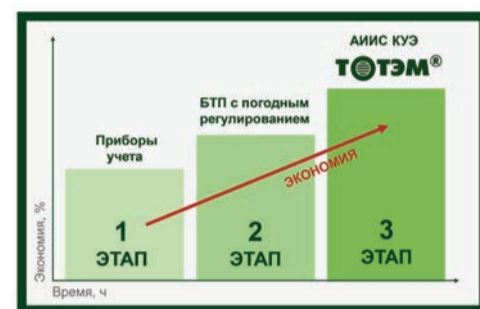 АИИС КУЭ
ТОТЭМ®
БТП с погодным
регулированием
Приборы
учета
ЭКОНОМИЯ
1
ЭТАП
2
ЭТАП
3
ЭТАП
Экономия, %
Время, ч